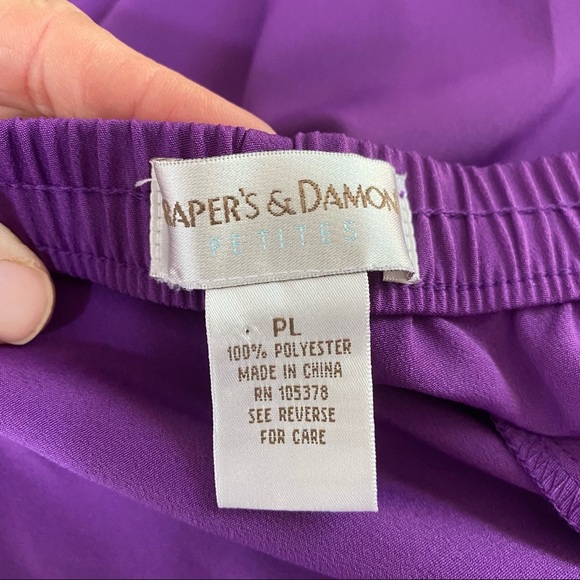 RAPER'S & DAMON
PETITES
PL
100% POLYESTER
MADE IN CHINA
RN 105378
SEE REVERSE
FOR CARE